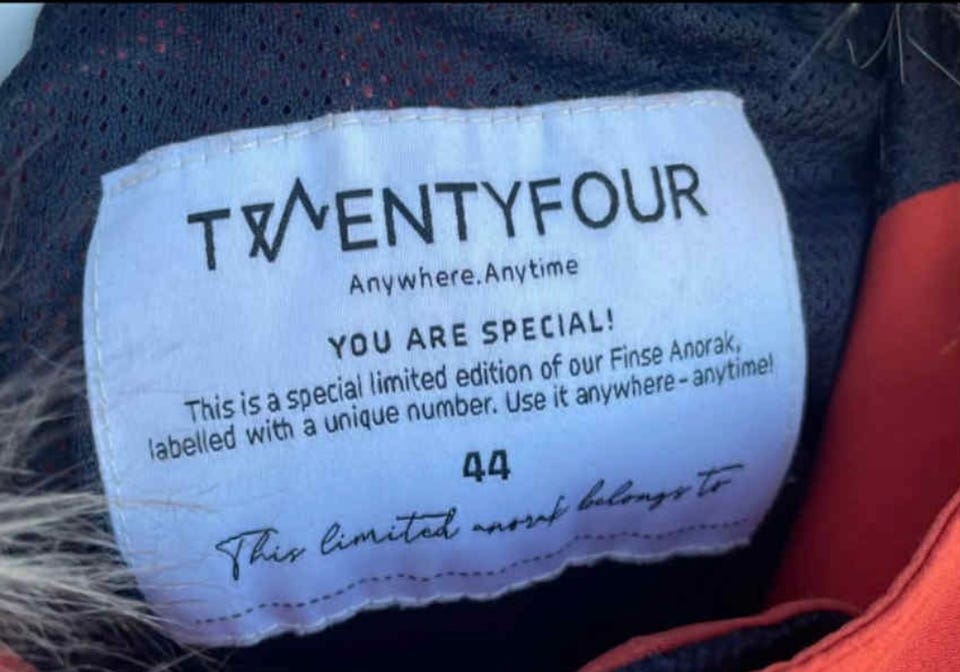 TWENTYFOUR
Anywhere.Anytime
YOU ARE SPECIAL!
This is a special limited edition of our Finse Anorak,
labelled with a unique number. Use it anywhere - anytime!
44
This limited anorak belongs to